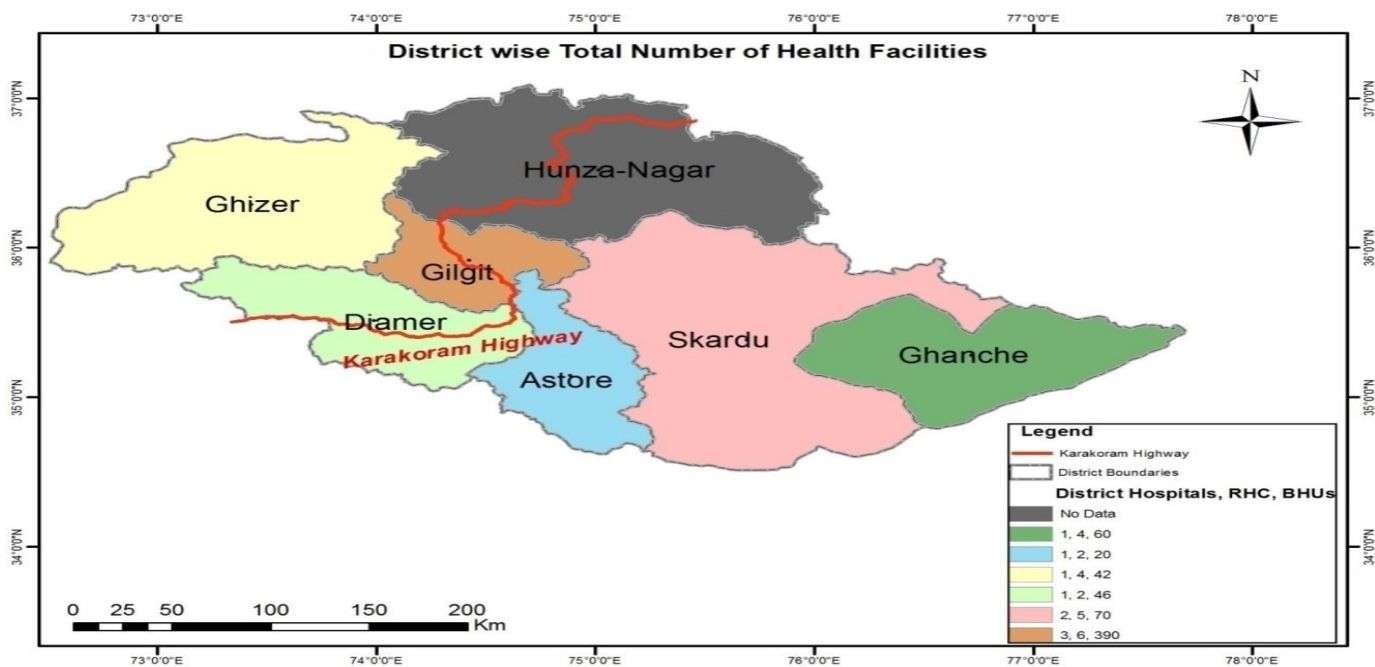 73°0'0"E 74°0'0"E 75°0'0"E 76°0'0"E 77°0'0"E 78°0'0"E
District wise Total Number of Health Facilities
N
37°0'0"N
37°0'0"N
Hunza-Nagar
Ghizer
36°0'0"N
36°0'0"N
Gilgit
Diamer
Skardu
Karakoram Highway
Ghanche
Astore
35°0'0"N
35°0'0"N
Legend
Karakoram Highway
District Boundaries
District Hospitals, RHC, BHUs
No Data
1, 4, 60
1, 2, 20
1, 4, 42
1, 2, 46
2, 5, 70
3, 6, 390
34°0'0"N
34°0'0"N
0 25 50 100 150 200
Km
73°0'0"E 74°0'0"E 75°0'0"E 76°0'0"E 77°0'0"E 78°0'0"E